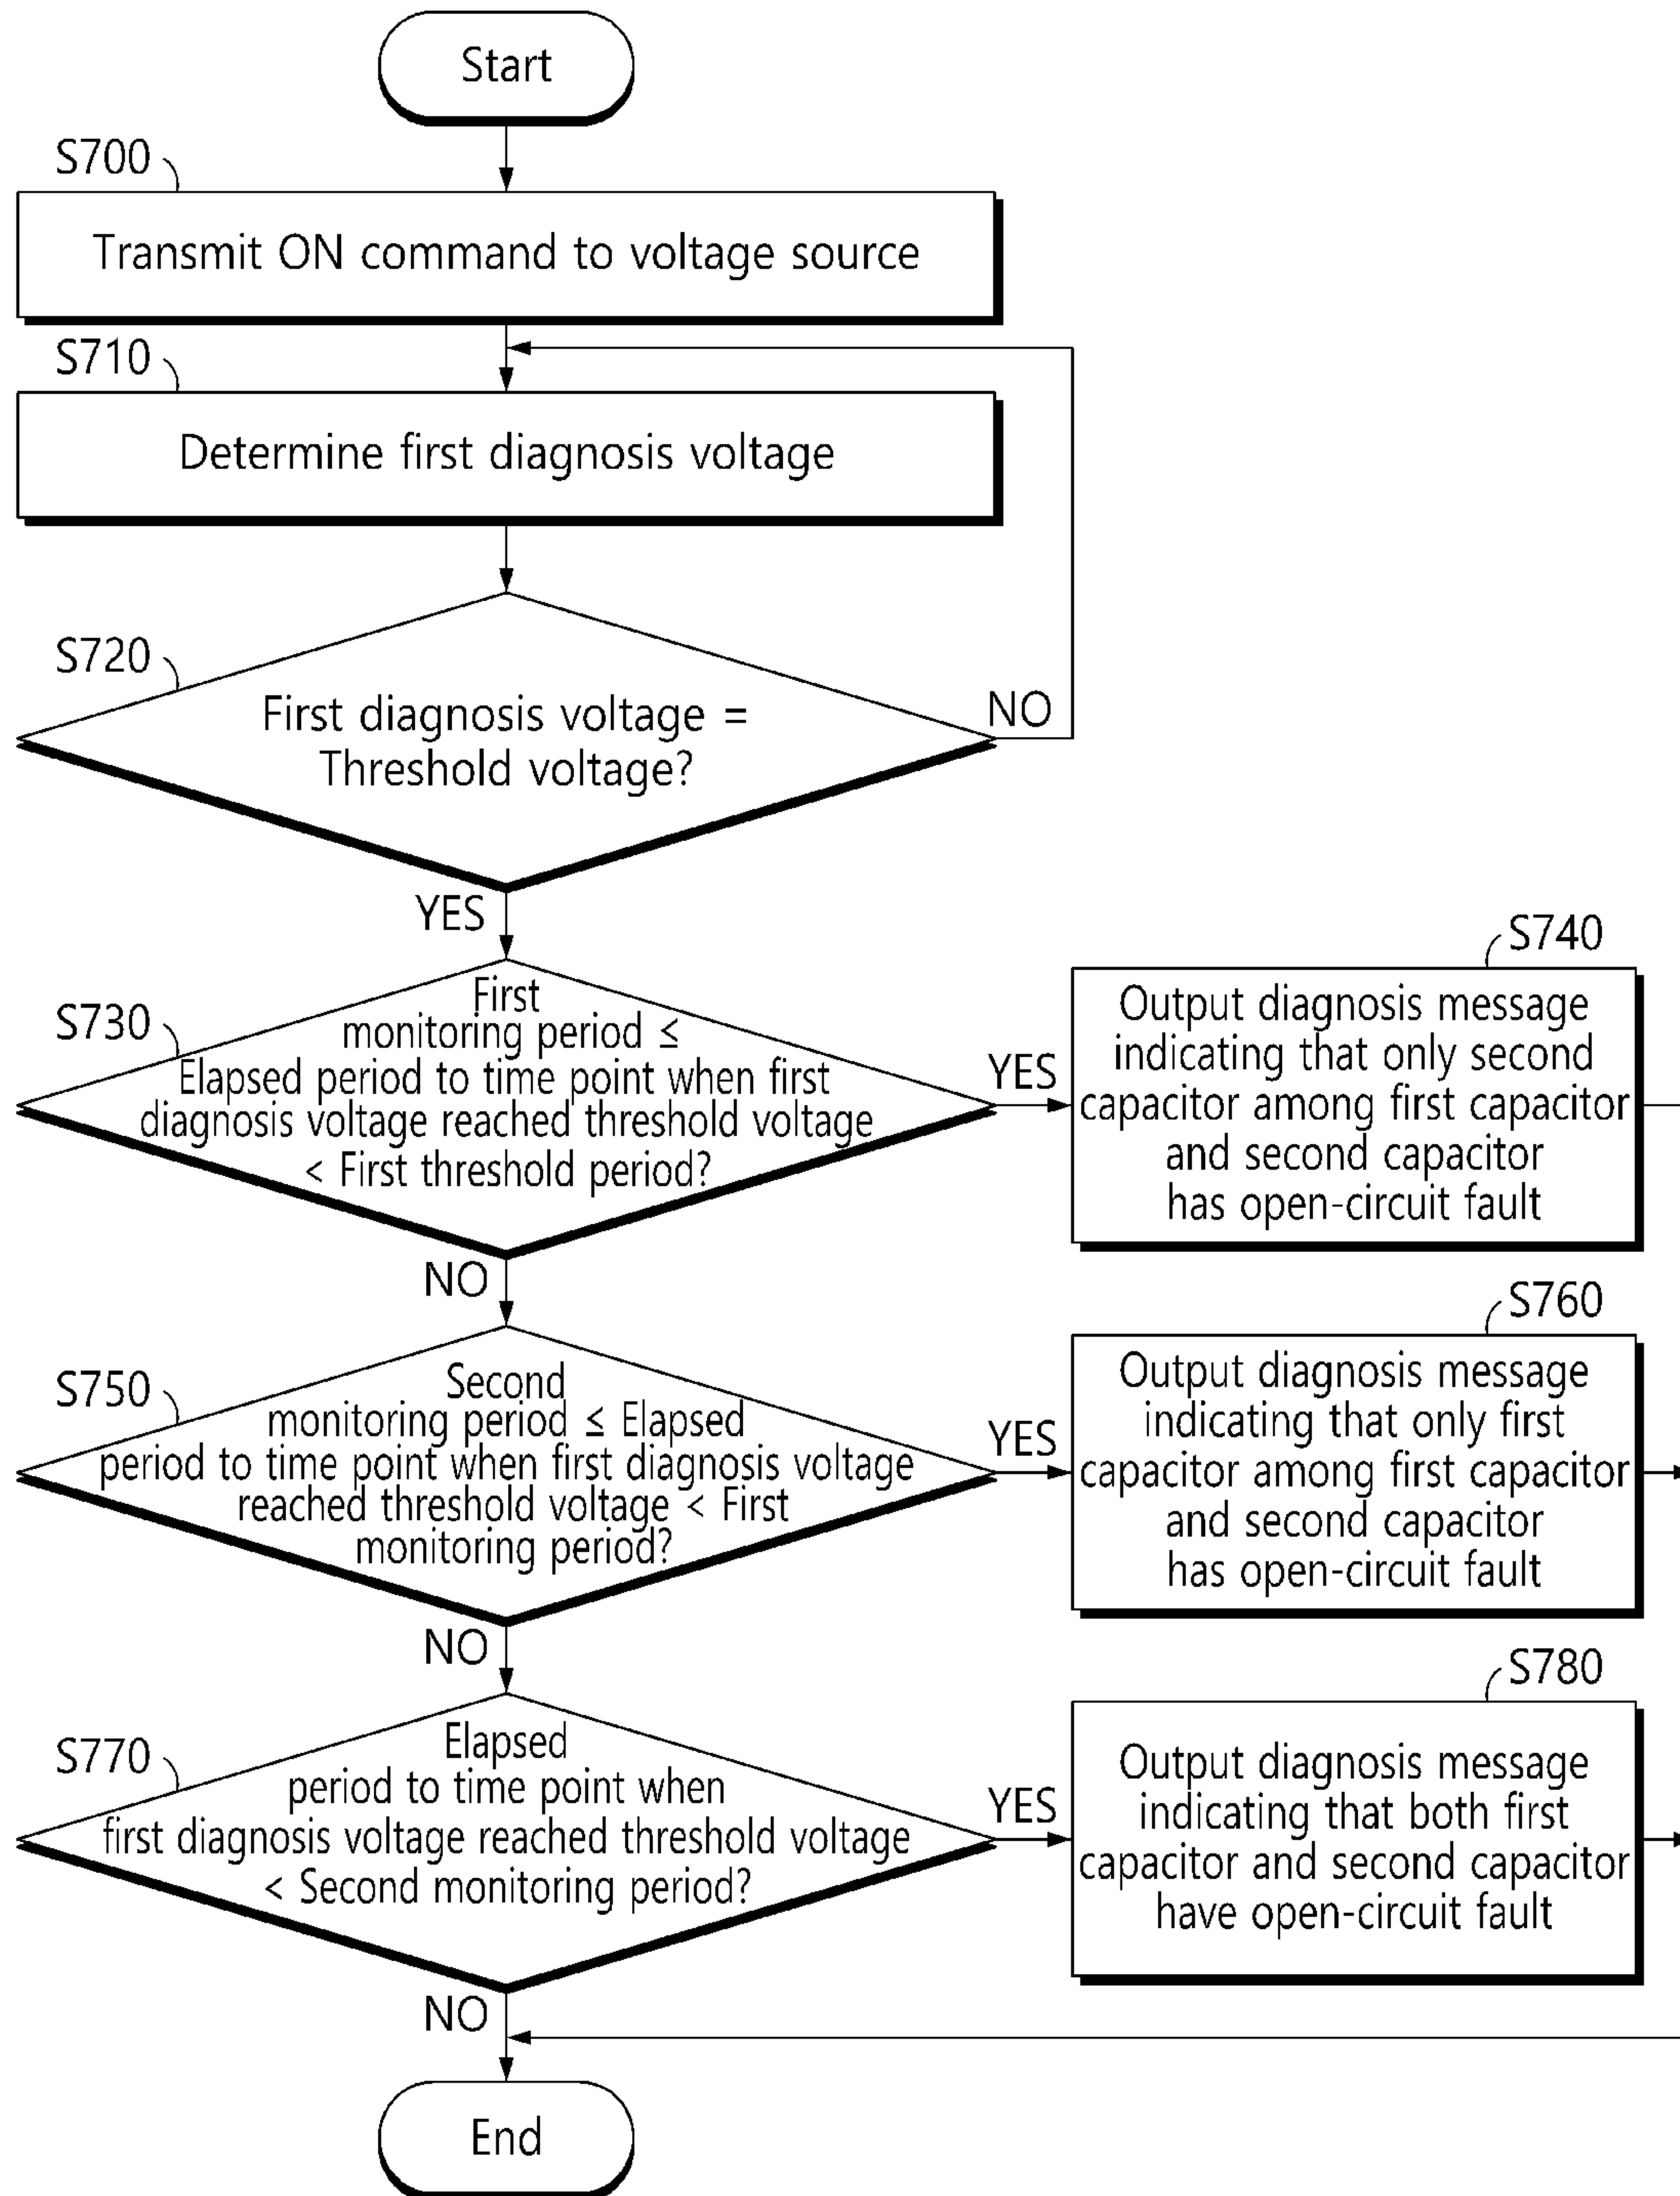 Start
S700
Transmit ON command to voltage source
S710
Determine first diagnosis voltage
S720
First diagnosis voltage =
Threshold voltage?
NO
YES
S730
First
monitoring period ≤
Elapsed period to time point when first
diagnosis voltage reached threshold voltage
< First threshold period?
YES
S740
Output diagnosis message
indicating that only second
capacitor among first capacitor
and second capacitor
has open-circuit fault
NO
S750
Second
monitoring period ≤ Elapsed
period to time point when first diagnosis voltage
reached threshold voltage < First
monitoring period?
YES
S760
Output diagnosis message
indicating that only first
capacitor among first capacitor
and second capacitor
has open-circuit fault
NO
S770
Elapsed
period to time point when
first diagnosis voltage reached threshold voltage
< Second monitoring period?
YES
S780
Output diagnosis message
indicating that both first
capacitor and second capacitor
have open-circuit fault
NO
End